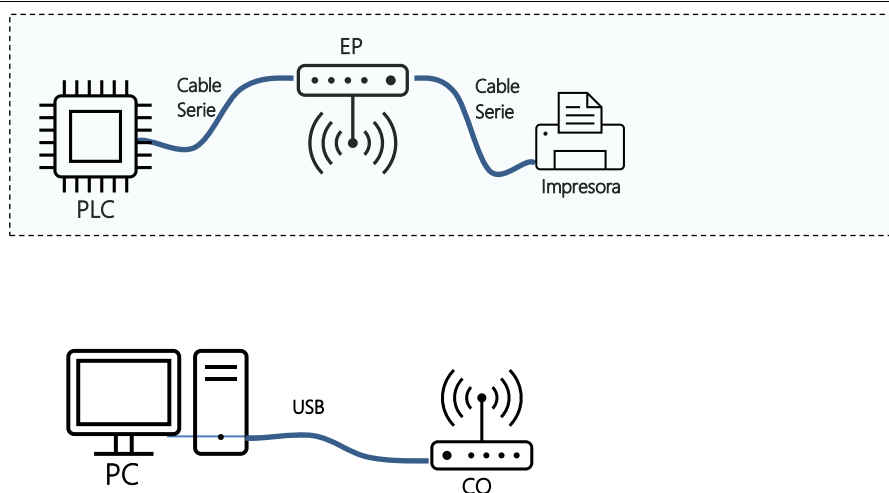 EP
Cable
Serie
Cable
Serie
Impresora
PLC
USB
PC
CO